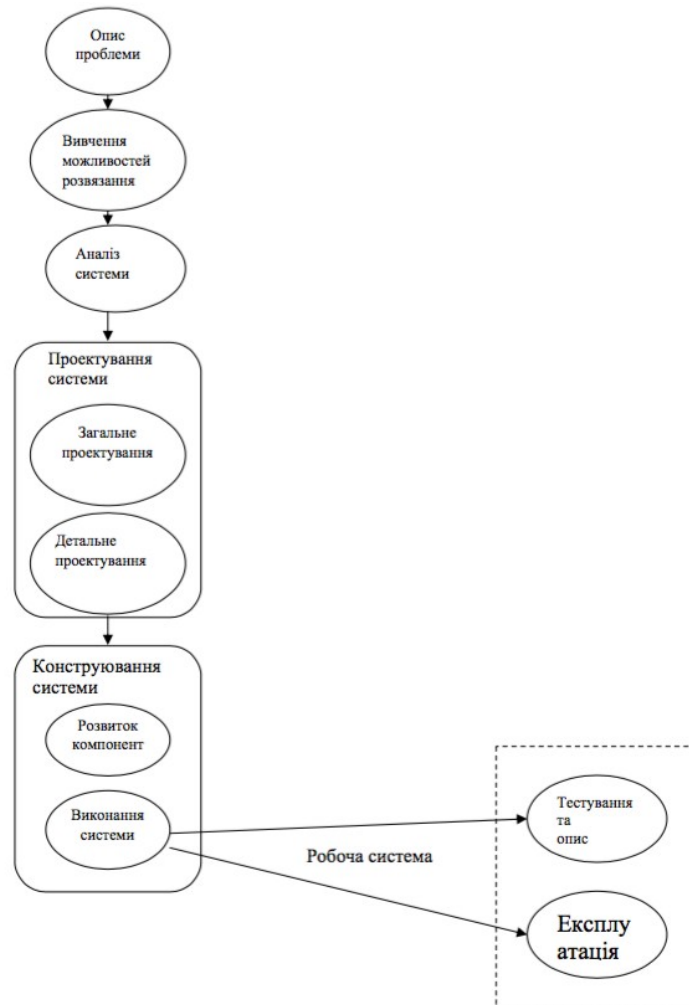 Опис
проблеми
Вивчення
можливостей
розвязання
Аналіз
системи
Проектування
системи
Загальне
проектування
Детальне
проектування
Конструювання
системи
Розвиток
компонент
Виконання
системи
Робоча система
Тестування
та
опис
Експлу
атація